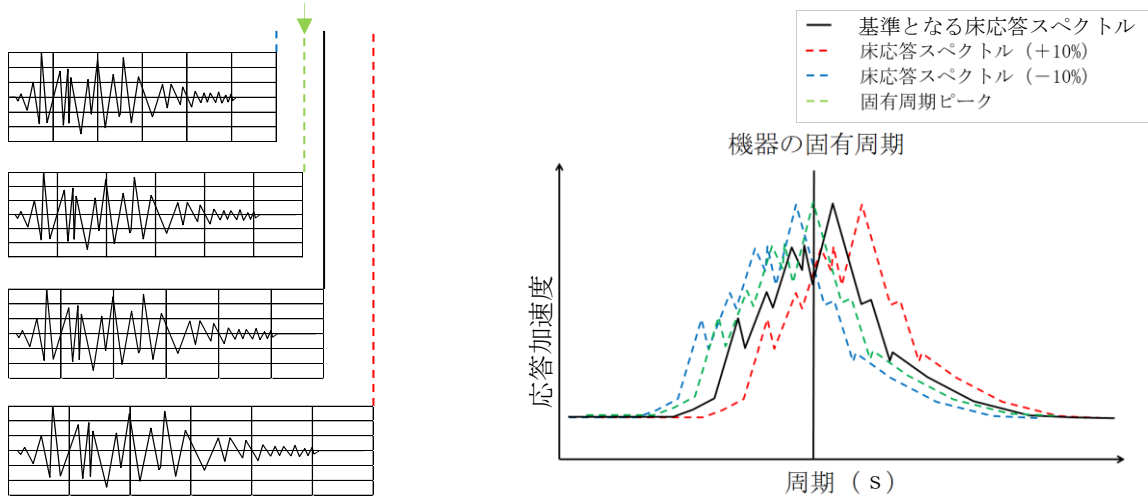 基準となる床応答スペクトル
床応答スペクトル（＋10%）
床応答スペクトル（－10%）
固有周期ピーク
機器の固有周期
応答加速度
周期（ｓ）